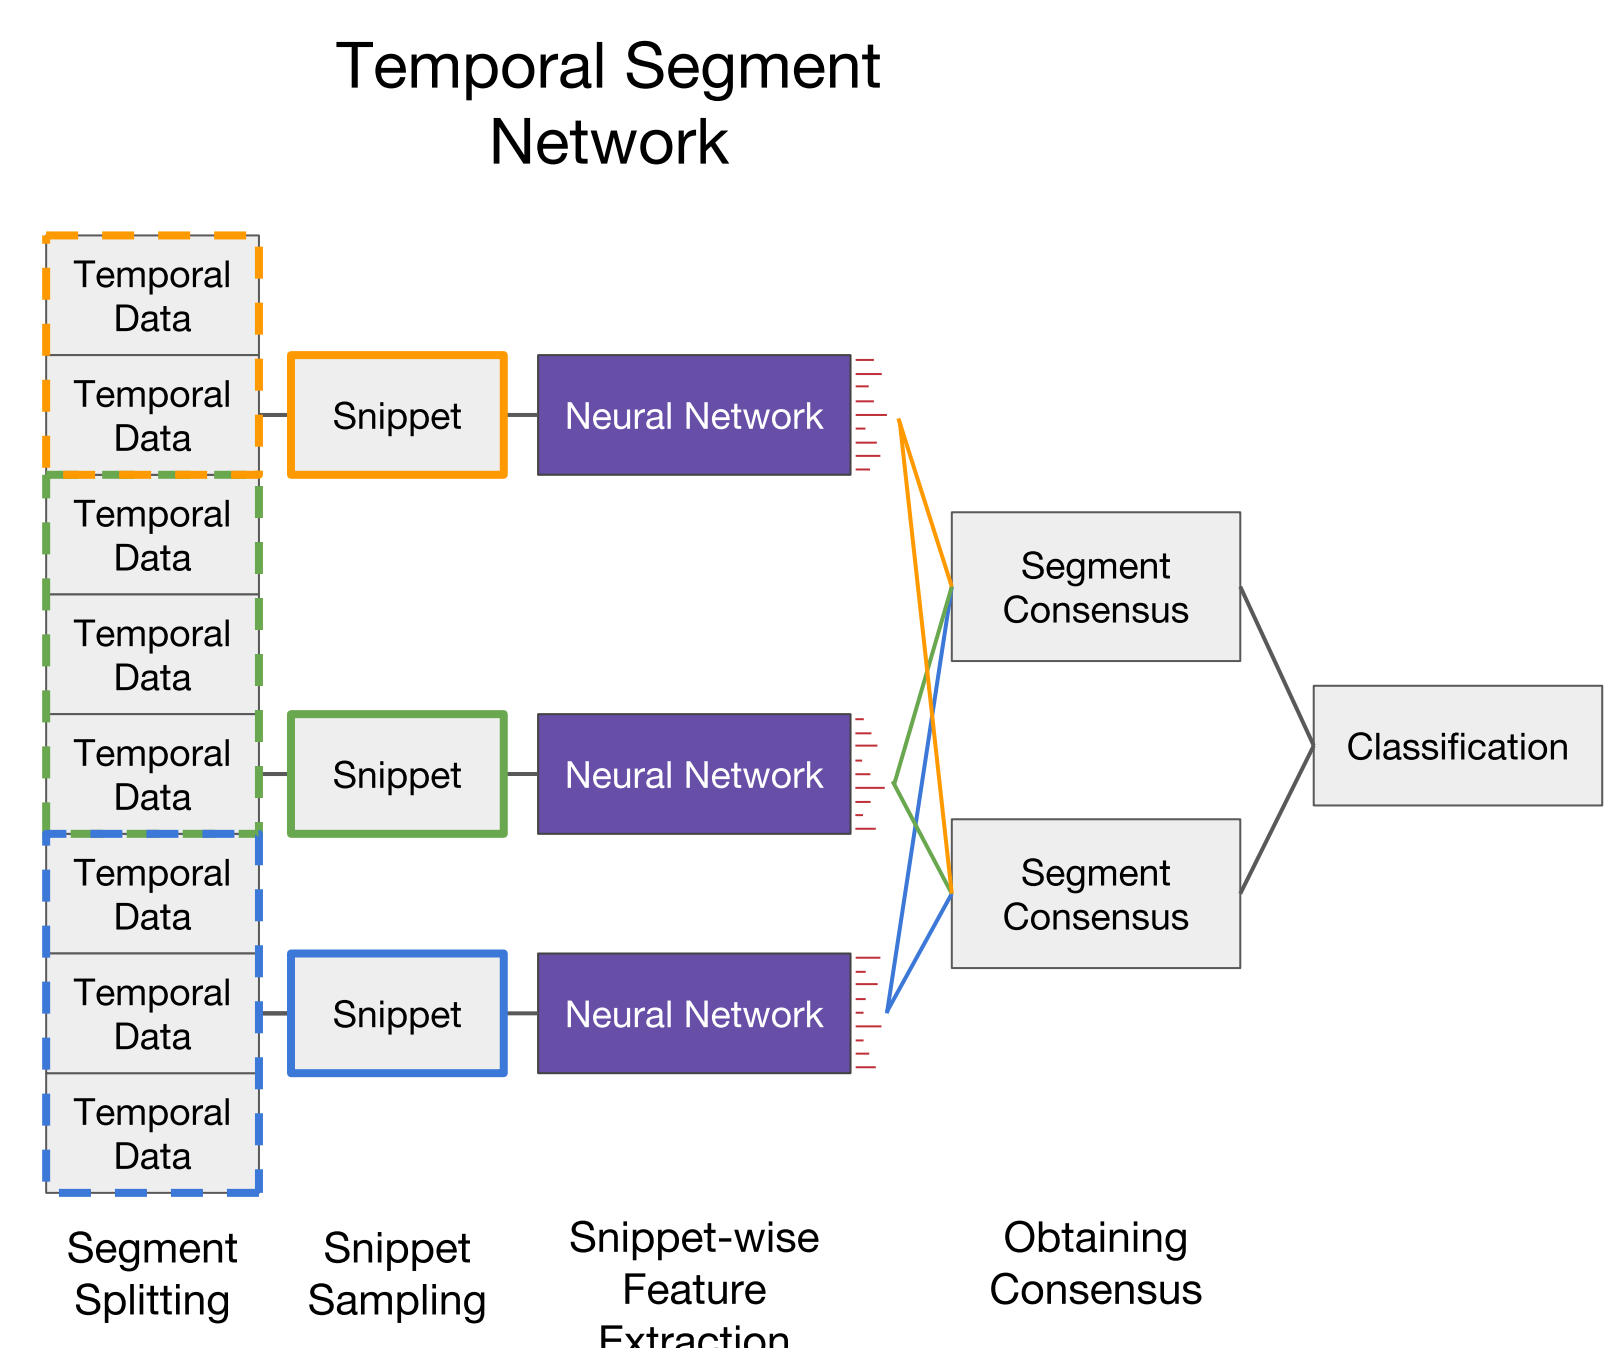 Temporal Segment
Network
Temporal
Data
Temporal
Data
Temporal
Data
Temporal
Data
Temporal
Data
Temporal
Data
Temporal
Data
Temporal
Data
Snippet
Snippet
Snippet
Neural Network
Neural Network
Neural Network
Segment
Consensus
Segment
Consensus
Classification
Segment
Splitting
Snippet
Sampling
Snippet-wise
Feature
Extraction
Obtaining
Consensus